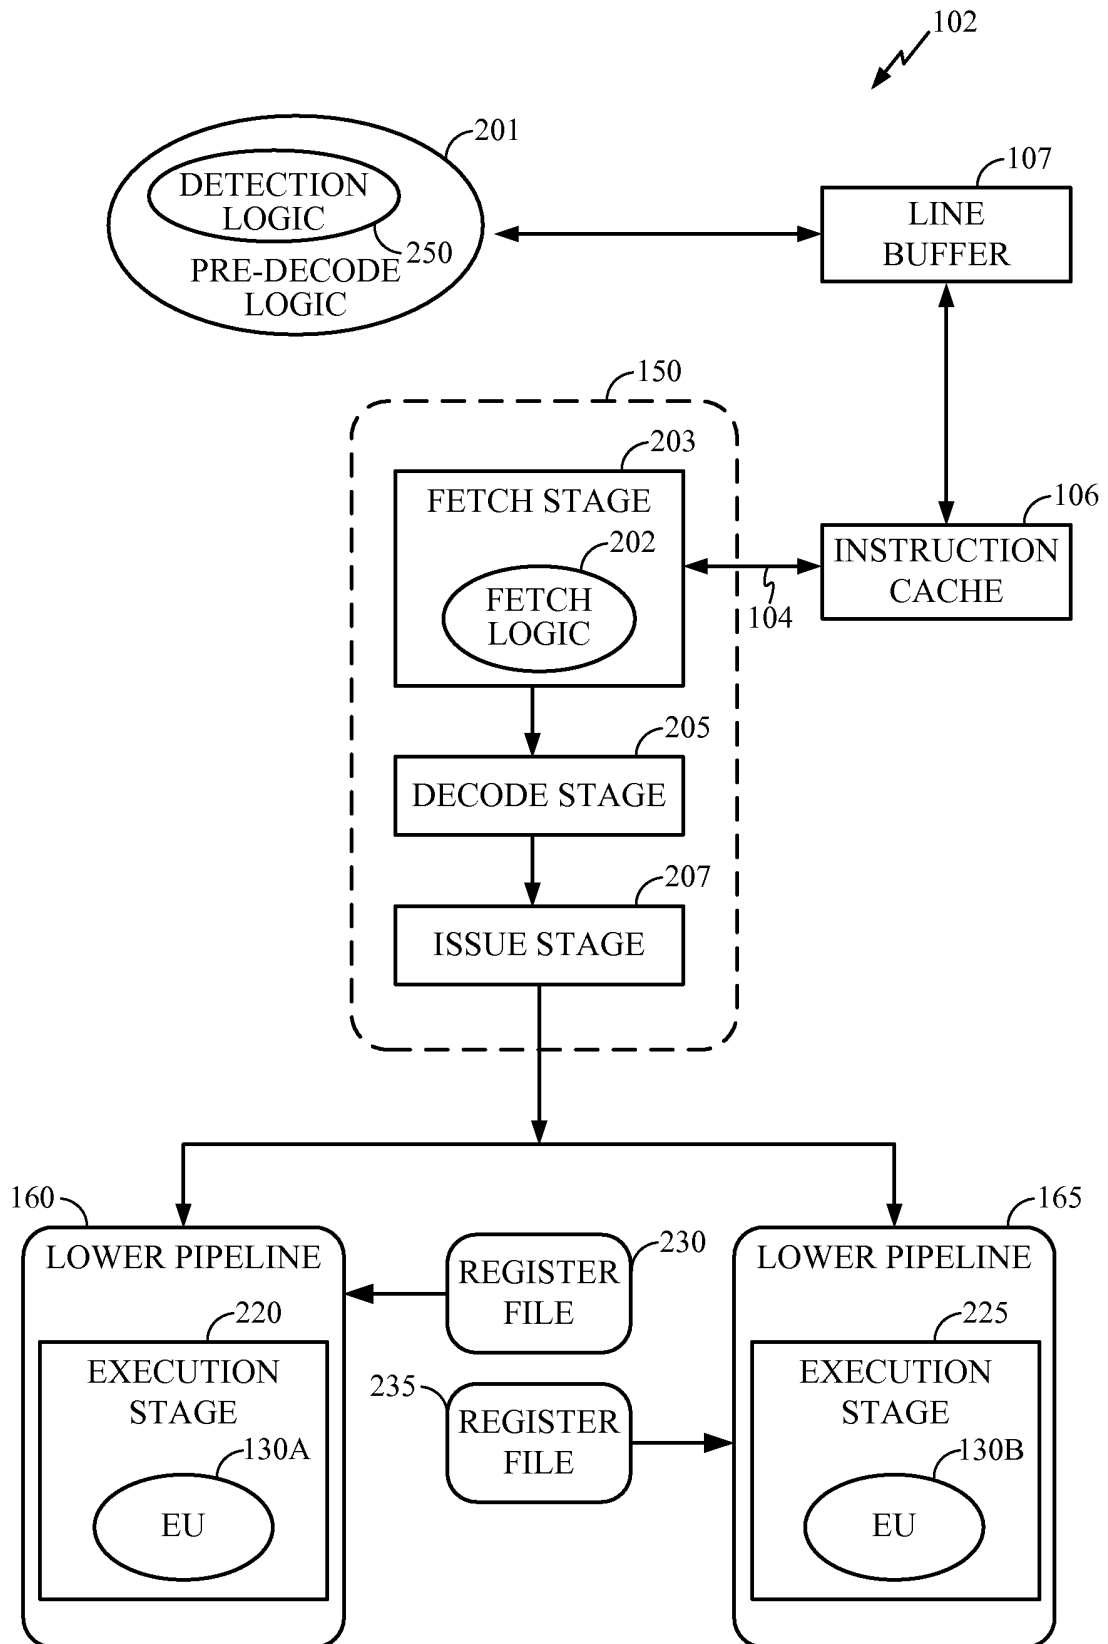 102
201
107
DETECTION
LOGIC
250
PRE-DECODE
LOGIC
LINE
BUFFER
150
203
FETCH STAGE
202
FETCH
LOGIC
106
INSTRUCTION
CACHE
104
205
DECODE STAGE
207
ISSUE STAGE
160
LOWER PIPELINE
220
EXECUTION
STAGE
130A
EU
230
REGISTER
FILE
235
REGISTER
FILE
165
LOWER PIPELINE
225
EXECUTION
STAGE
130B
EU